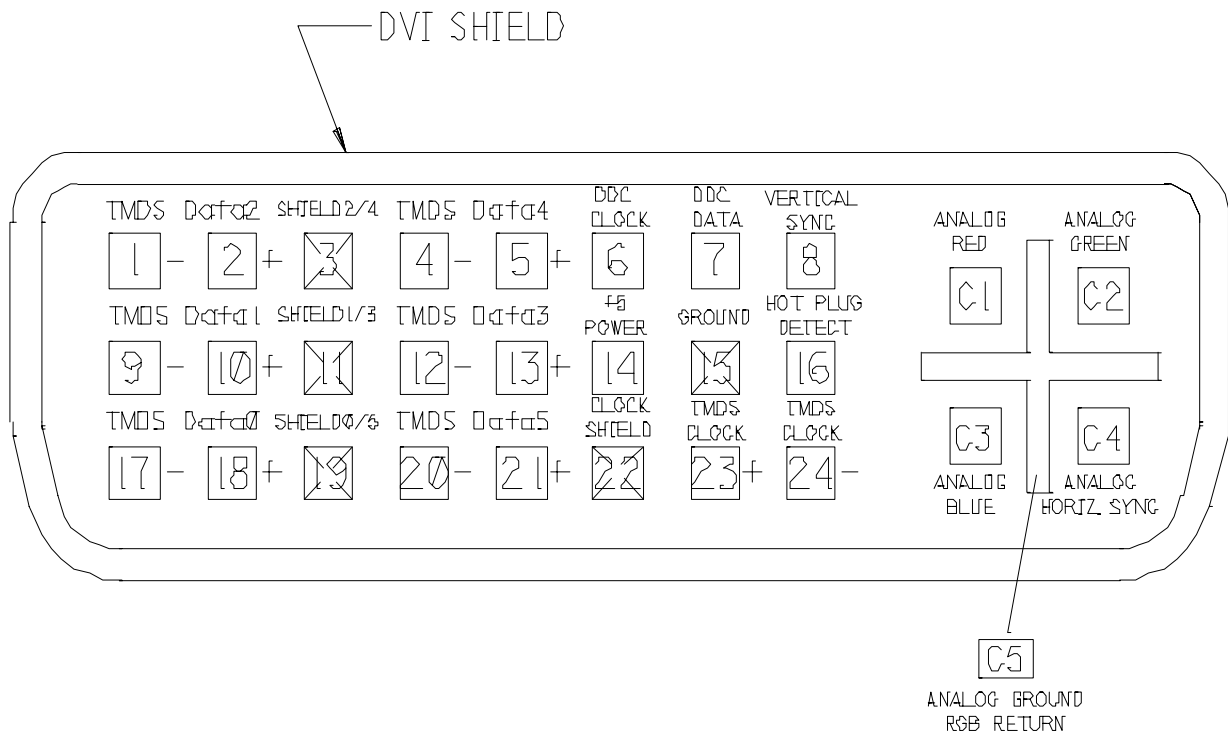 DVI SHIELD
TMDS Data2 SHIELD2/4 TMDS Data4 DDC CLOCK DDC DATA VERTICAL SYNC
1 - 2 + 3 4 - 5 + 6 7 8
TMDS Data1 SHIELD1/3 TMDS Data3 +5 POWER GROUND HOT PLUG DETECT
9 - 10 + 11 12 - 13 + 14 15 16
TMDS Data0 SHIELD0/5 TMDS Data5 CLOCK SHIELD TMDS CLOCK TMDS CLOCK
17 - 18 + 19 20 - 21 + 22 23 + 24 -
ANALOG
RED
C1
ANALOG
GREEN
C2
C3
ANALOG
BLUE
C4
ANALOG
HORIZ. SYNC
C5
ANALOG GROUND
RGB RETURN